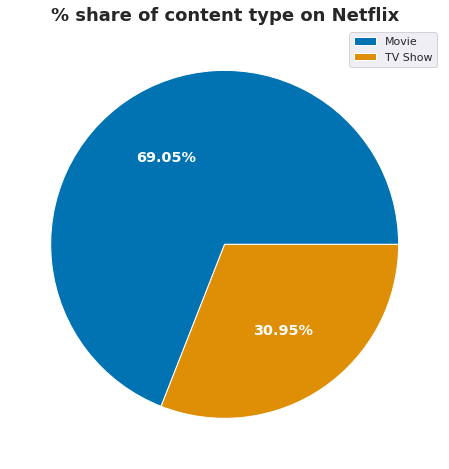 % share of content type on Netflix
Movie
TV Show
69.05%
30.95%